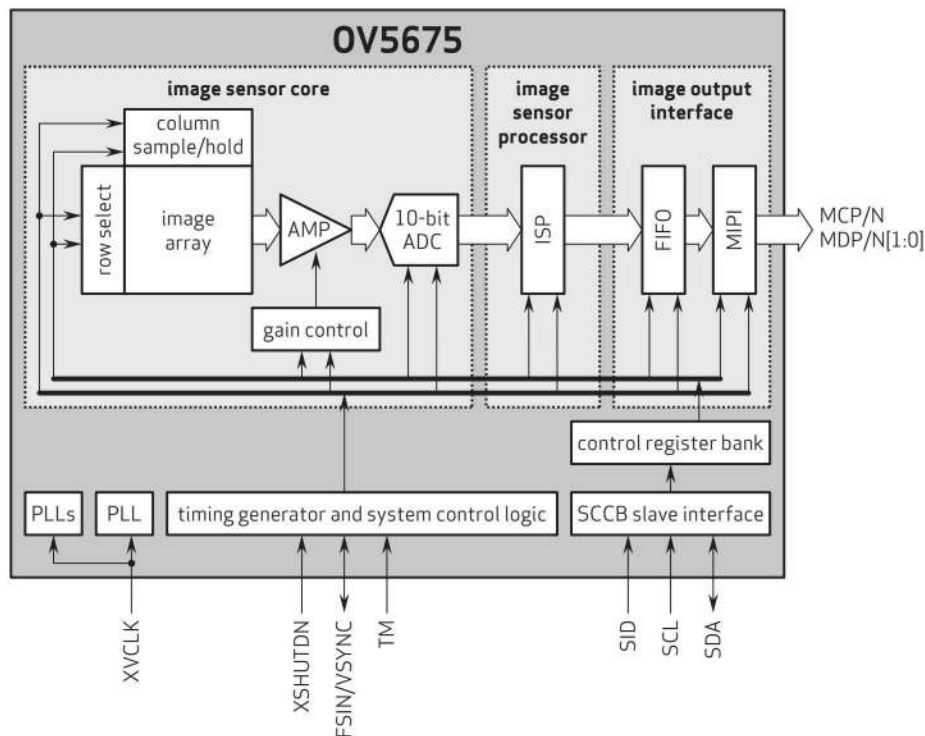 OV5675
image sensor core
image
sensor
processor
image output
interface
column
sample/hold
row select
image
array
AMP
10-bit
ADC
ISP
FIFO
MIPI
MCP/N
MDP/N[1:0]
gain control
control register bank
PLLs
PLL
timing generator and system control logic
SCCB slave interface
XVCLK
XSHUTDN
FSIN/VSYNC
TM
SID
SCL
SDA